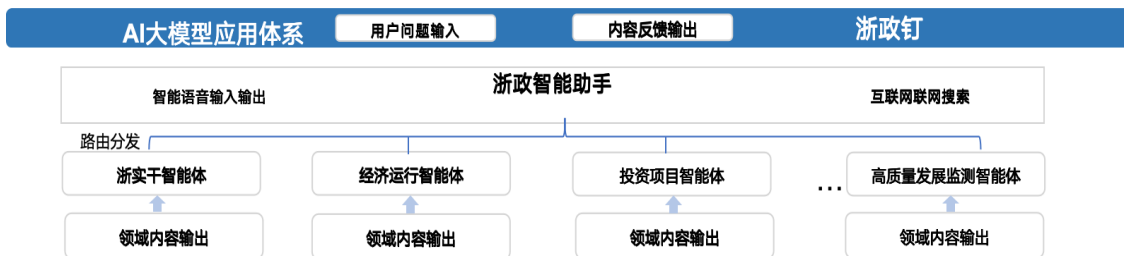 AI大模型应用体系 用户问题输入 内容反馈输出 浙政钉
浙政智能助手
智能语音输入输出 互联网联网搜索
路由分发
浙实干智能体 经济运行智能体 投资项目智能体 ... 高质量发展监测智能体
领域内容输出 领域内容输出 领域内容输出 领域内容输出